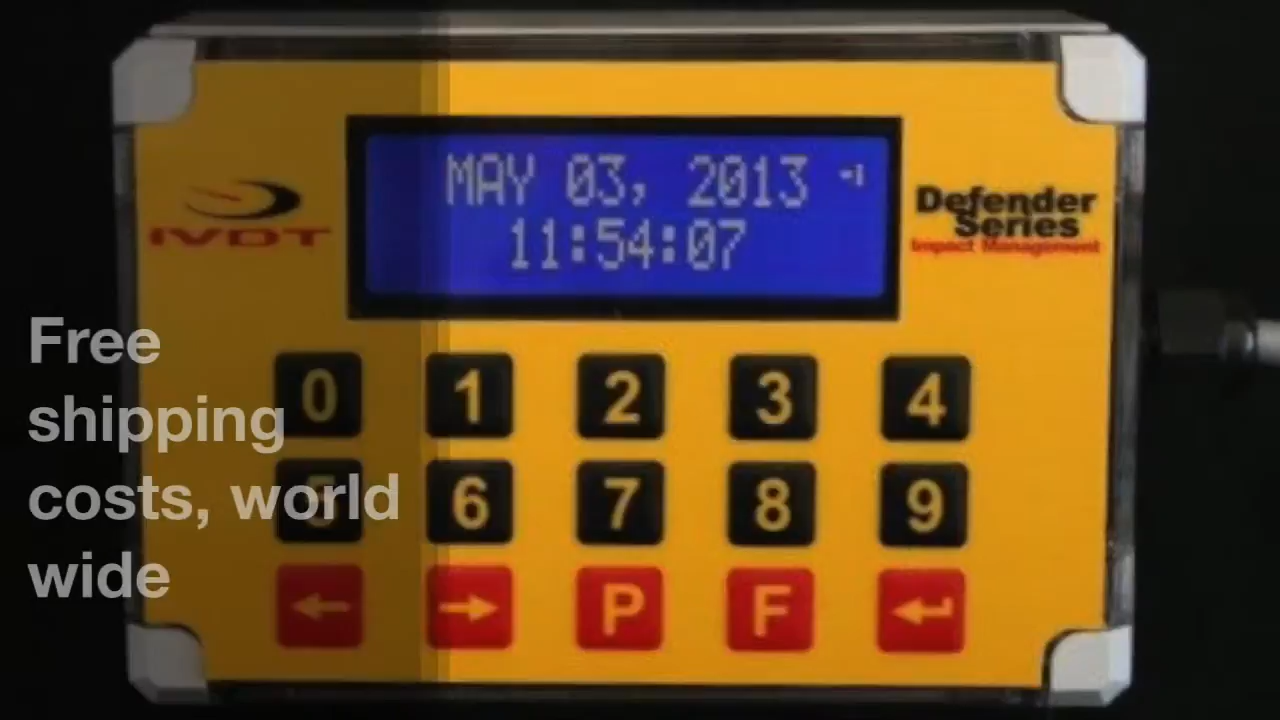 MAY 03, 2013
11:54:07
IVDT
Defender
Series
Impact Management
Free
shipping
costs, world
wide
0 1 2 3 4
5 6 7 8 9
← → P F ↵